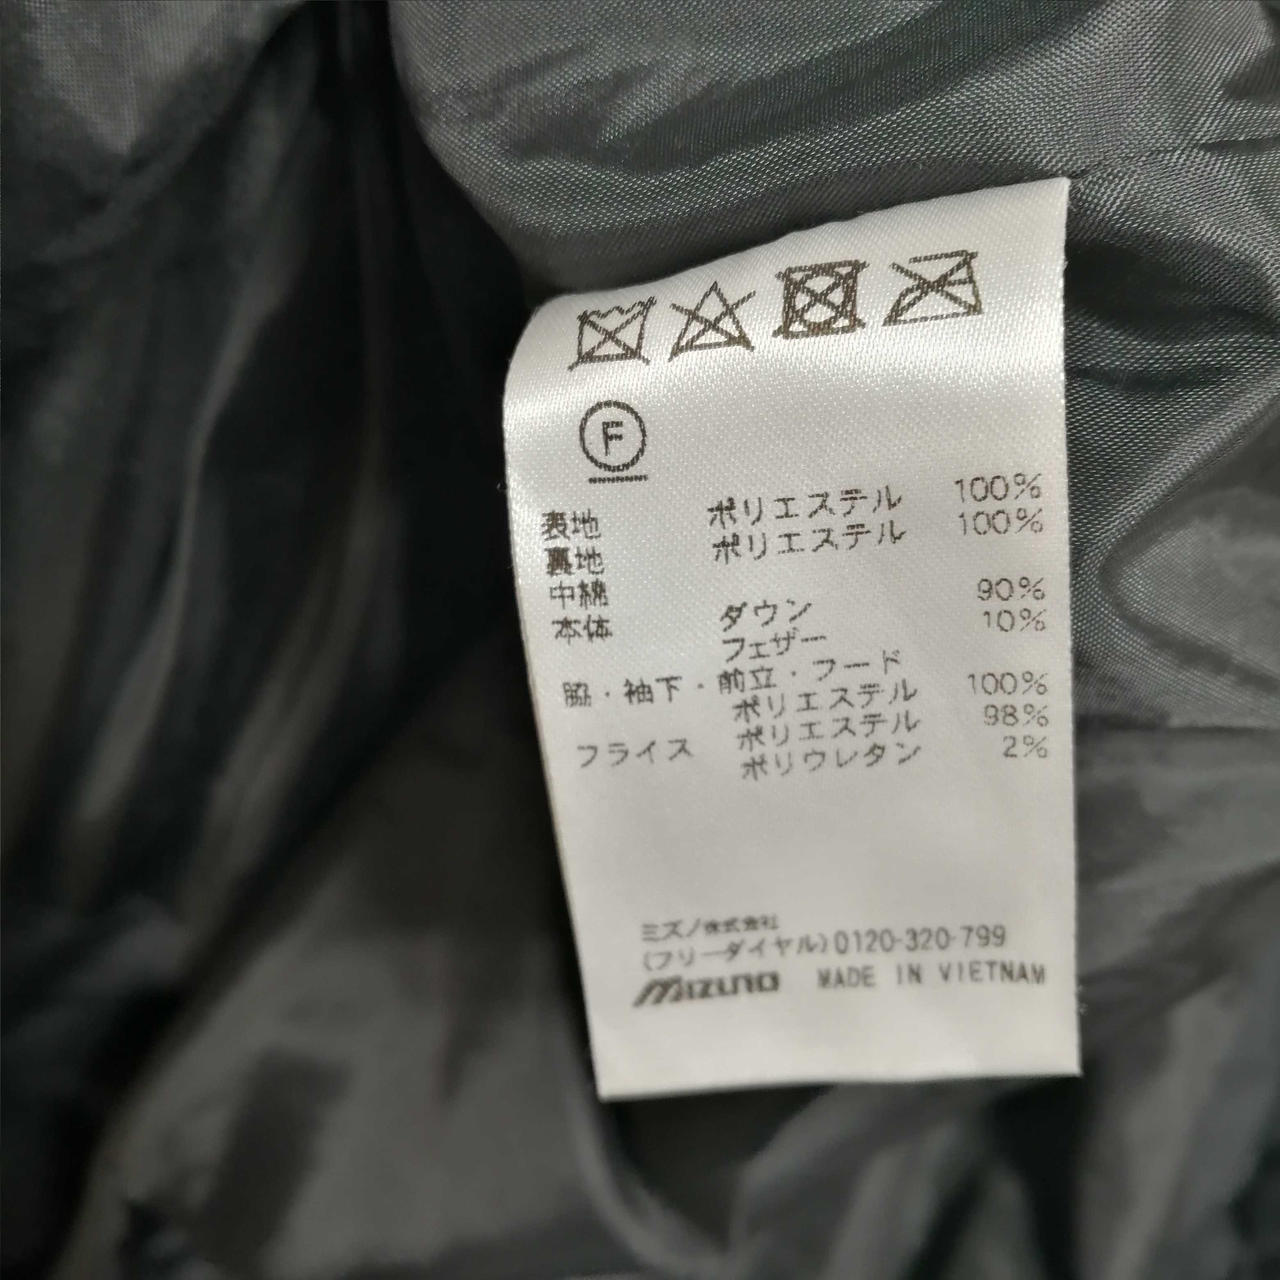 F
表地 ポリエステル 100%
裏地 ポリエステル 100%
中綿
本体 ダウン 90%
フェザー 10%
脇・袖下・前立・フード
ポリエステル 100%
フライス ポリエステル 98%
ポリウレタン 2%
ミズノ株式会社
(フリーダイヤル)0120-320-799
MIZUNO MADE IN VIETNAM